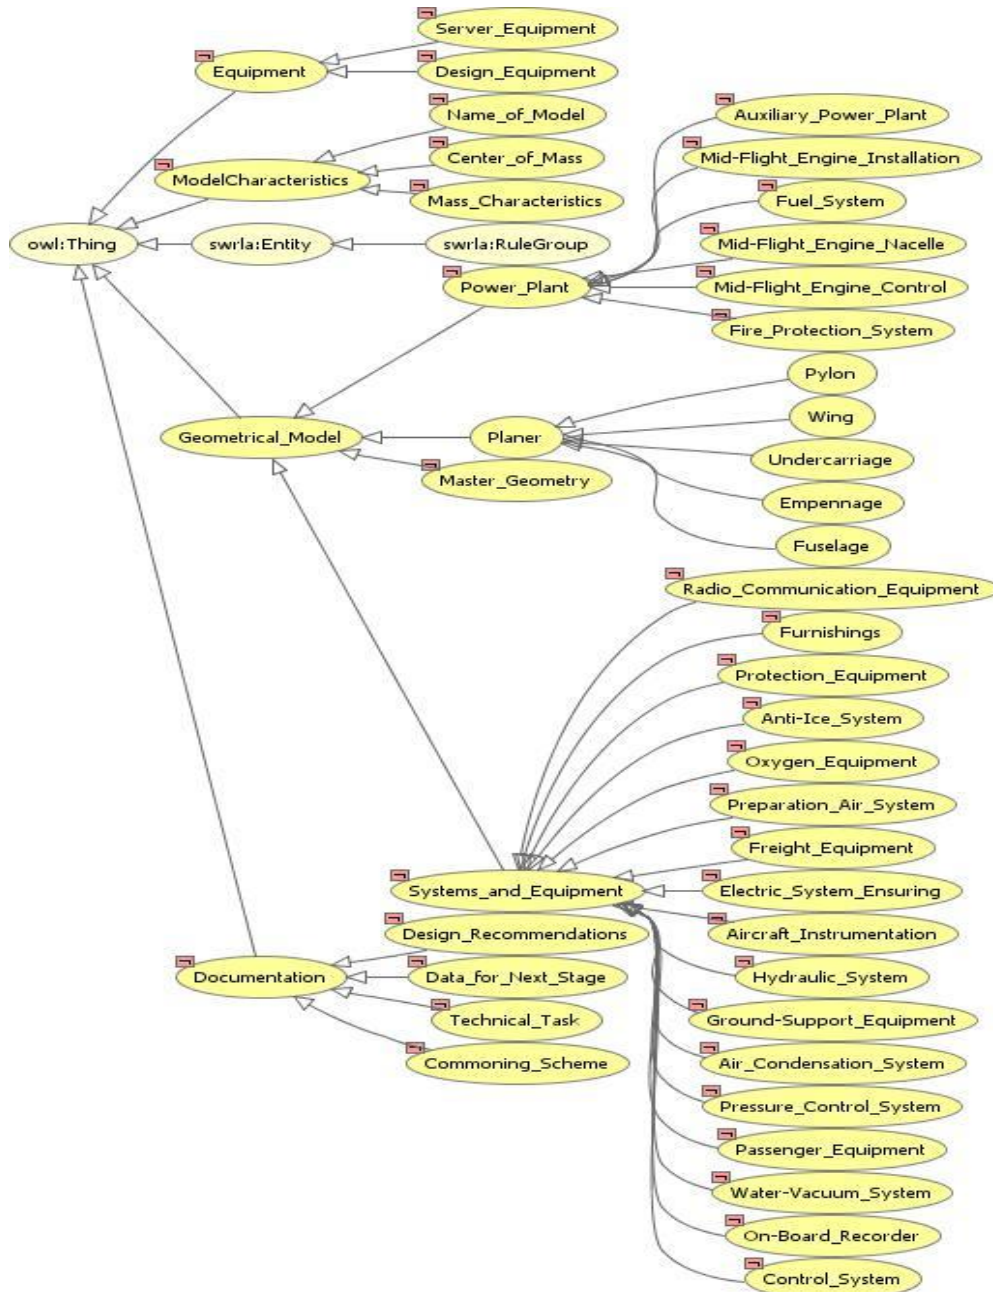 Server_Equipment
Equipment
Design_Equipment
Name_of_Model
Auxiliary_Power_Plant
Center_of_Mass
Mid-Flight_Engine_Installation
ModelCharacteristics
Mass_Characteristics
Fuel_System
owl:Thing
swrla:Entity
swrla:RuleGroup
Mid-Flight_Engine_Nacelle
Power_Plant
Mid-Flight_Engine_Control
Fire_Protection_System
Pylon
Wing
Geometrical_Model
Planer
Undercarriage
Master_Geometry
Empennage
Fuselage
Radio_Communication_Equipment
Furnishings
Protection_Equipment
Anti-Ice_System
Oxygen_Equipment
Preparation_Air_System
Freight_Equipment
Systems_and_Equipment
Electric_System_Ensuring
Design_Recommendations
Aircraft_Instrumentation
Documentation
Data_for_Next_Stage
Hydraulic_System
Technical_Task
Ground-Support_Equipment
Commoning_Scheme
Air_Condensation_System
Pressure_Control_System
Passenger_Equipment
Water-Vacuum_System
On-Board_Recorder
Control_System